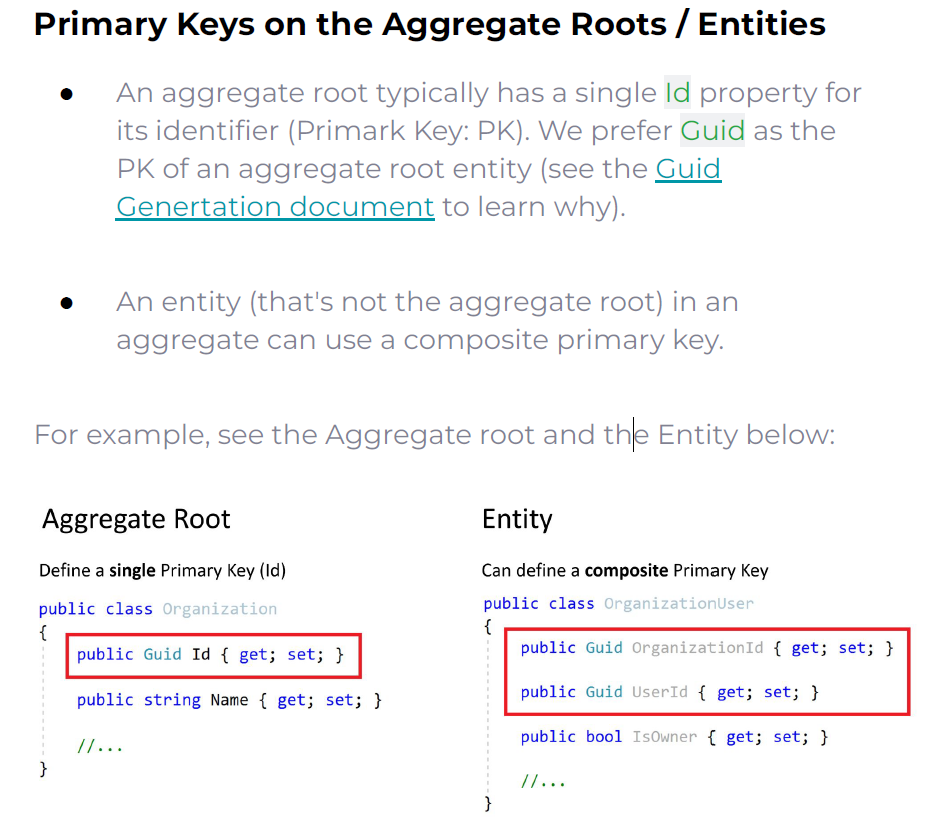 Primary Keys on the Aggregate Roots / Entities
● An aggregate root typically has a single Id property for
its identifier (Primark Key: PK). We prefer Guid as the
PK of an aggregate root entity (see the Guid
Genertation document to learn why).
● An entity (that's not the aggregate root) in an
aggregate can use a composite primary key.
For example, see the Aggregate root and the Entity below:
Aggregate Root
Define a single Primary Key (Id)
public class Organization
{
public Guid Id { get; set; }
public string Name { get; set; }
//...
}
Entity
Can define a composite Primary Key
public class OrganizationUser
{
public Guid OrganizationId { get; set; }
public Guid UserId { get; set; }
public bool IsOwner { get; set; }
//...
}